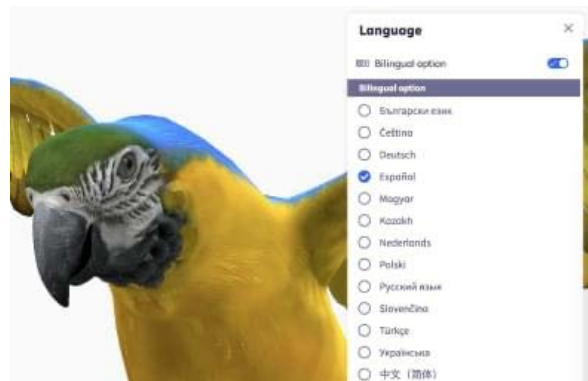 Language
Bilingual option
Bilingual option
Български език
Čeština
Deutsch
Español
Magyar
Kazakh
Nederlands
Polski
Русский язык
Slovenčina
Türkçe
Українська
中文（简体）